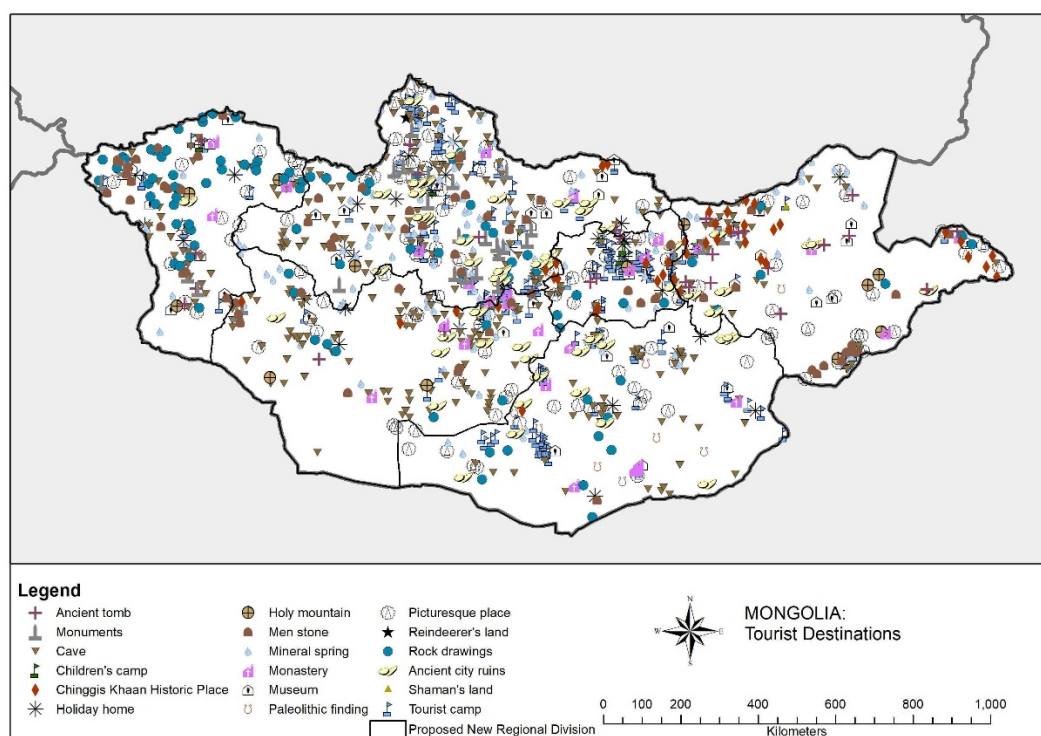 Legend
Ancient tomb
Monuments
Cave
Children's camp
Chinggis Khaan Historic Place
Holiday home
Holy mountain
Men stone
Mineral spring
Monastery
Museum
Paleolithic finding
Picturesque place
Reindeerer's land
Rock drawings
Ancient city ruins
Shaman's land
Tourist camp
Proposed New Regional Division
N
W E
S
MONGOLIA:
Tourist Destinations
0 100 200 400 600 800 1,000
Kilometers